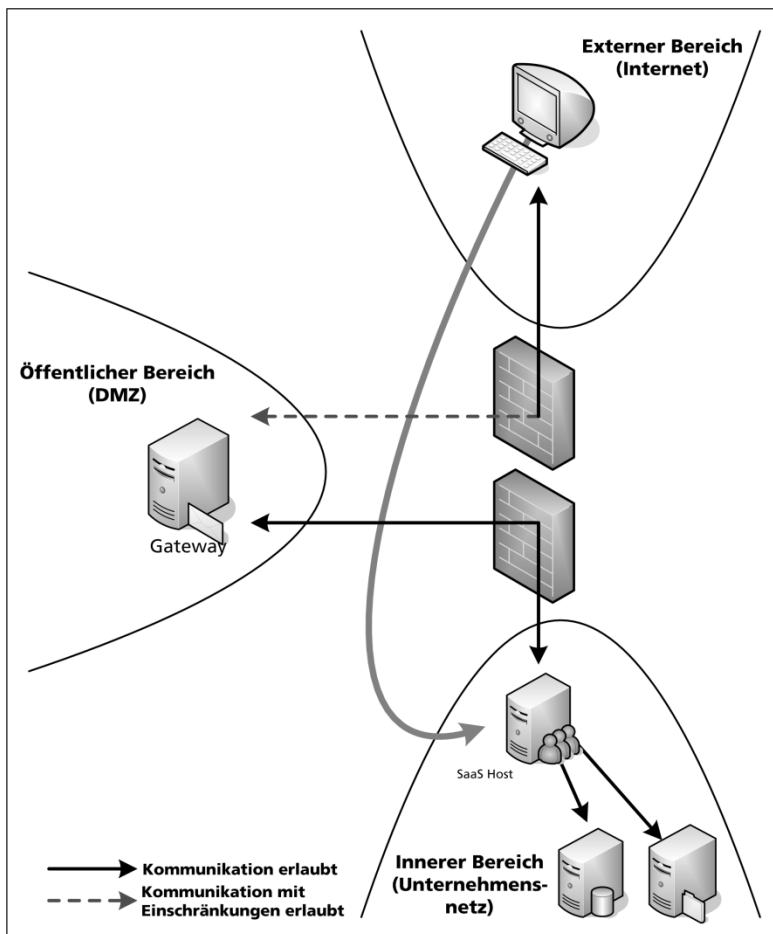 Externer Bereich
(Internet)
Öffentlicher Bereich
(DMZ)
Gateway
SaaS Host
Innerer Bereich
(Unternehmens-
netz)
Kommunikation erlaubt
Kommunikation mit
Einschränkungen erlaubt